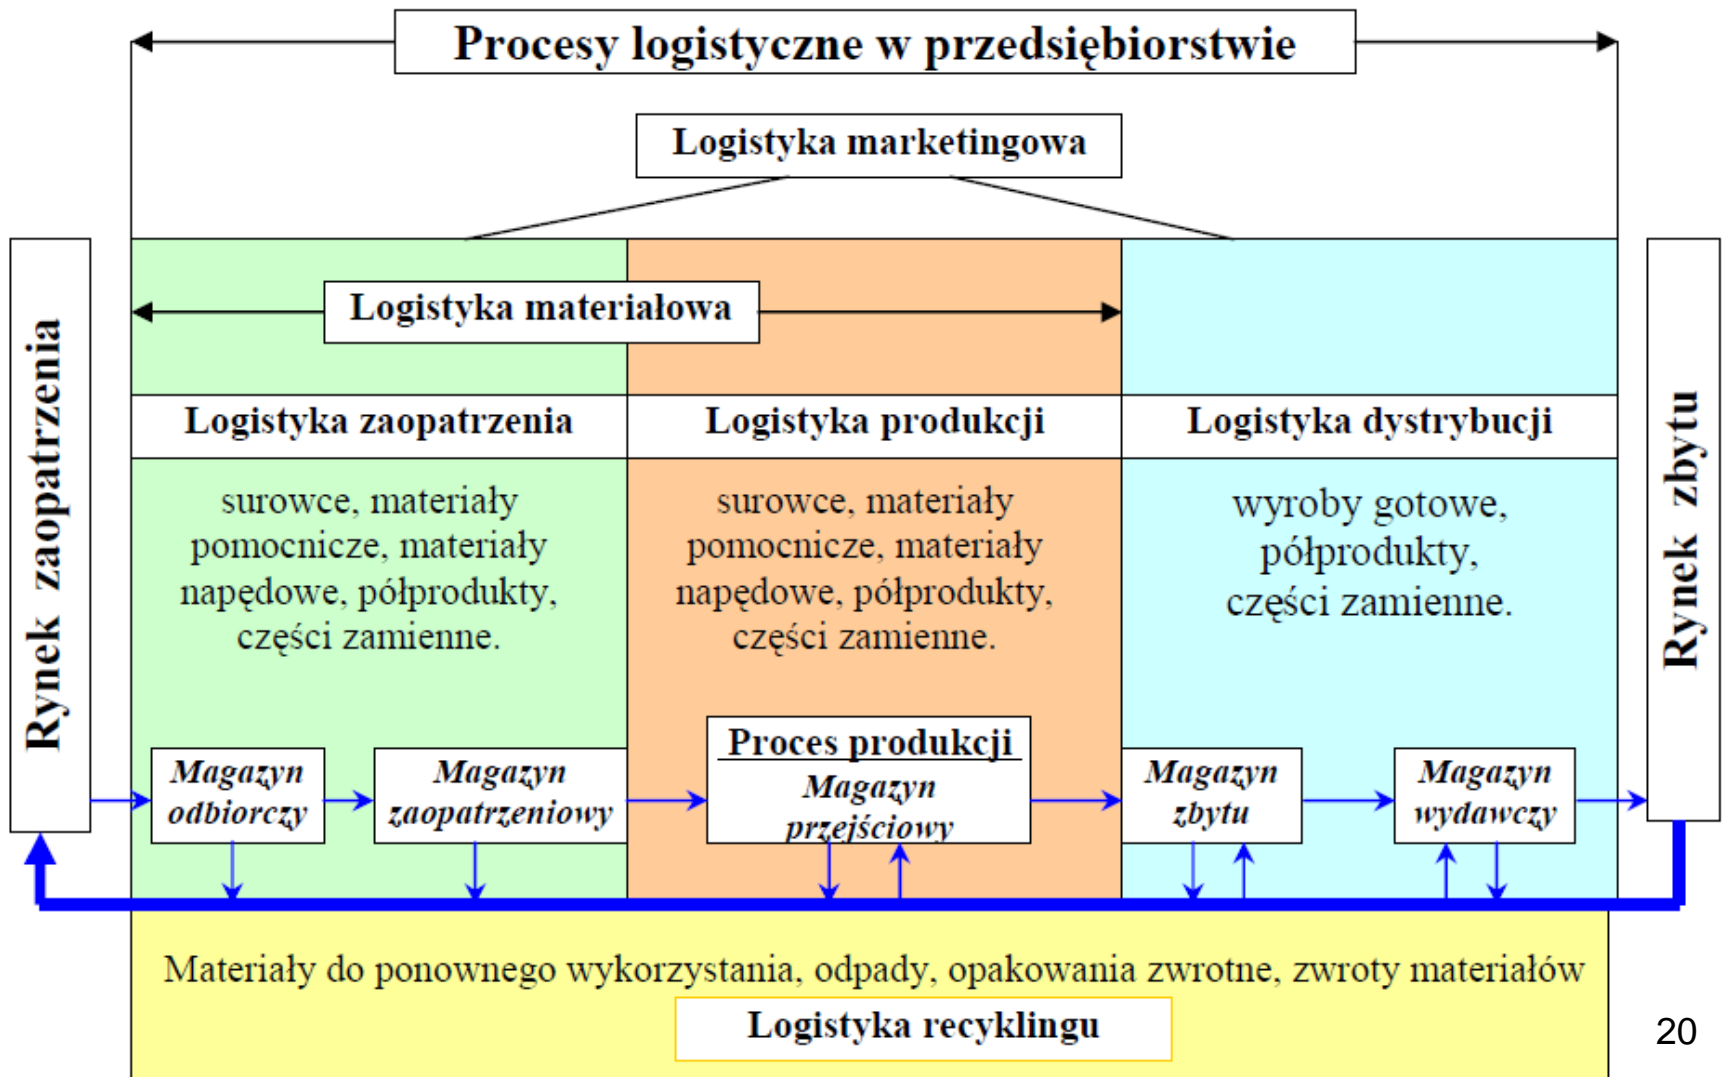 Procesy logistyczne w przedsiębiorstwie
Logistyka marketingowa
Rynek zaopatrzenia
Logistyka materiałowa
Logistyka zaopatrzenia
surowce, materiały
pomocnicze, materiały
napędowe, półprodukty,
części zamienne.
Logistyka produkcji
surowce, materiały
pomocnicze, materiały
napędowe, półprodukty,
części zamienne.
Logistyka dystrybucji
wyroby gotowe,
półprodukty,
części zamienne.
Rynek zbytu
Magazyn
odbiorczy
Magazyn
zaopatrzeniowy
Proces produkcji
Magazyn
przejściowy
Magazyn
zbytu
Magazyn
wydawczy
Materiały do ponownego wykorzystania, odpady, opakowania zwrotne, zwroty materiałów
Logistyka recyklingu
20